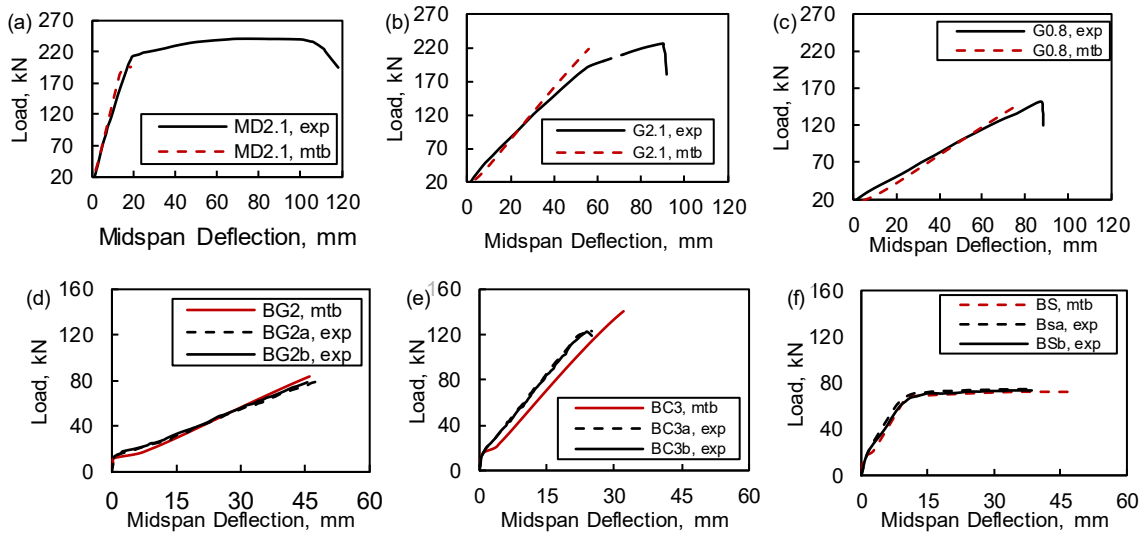 (a)
270
220
170
120
70
20
Load, kN
MD2.1, exp
MD2.1, mtb
0 20 40 60 80 100 120
Midspan Deflection, mm
(b)
270
220
170
120
70
20
Load, kN
G2.1, exp
G2.1, mtb
0 20 40 60 80 100 120
Midspan Deflection, mm
(c)
270
220
170
120
70
20
Load, kN
G0.8, exp
G0.8, mtb
0 20 40 60 80 100 120
Midspan Deflection, mm
(d)
160
120
80
40
0
Load, kN
BG2, mtb
BG2a, exp
BG2b, exp
0 15 30 45 60
Midspan Deflection, mm
(e)
160
120
80
40
0
Load, kN
BC3, mtb
BC3a, exp
BC3b, exp
0 15 30 45 60
Midspan Deflection, mm
(f)
160
120
80
40
0
Load, kN
BS, mtb
Bsa, exp
BSb, exp
0 15 30 45 60
Midspan Deflection, mm